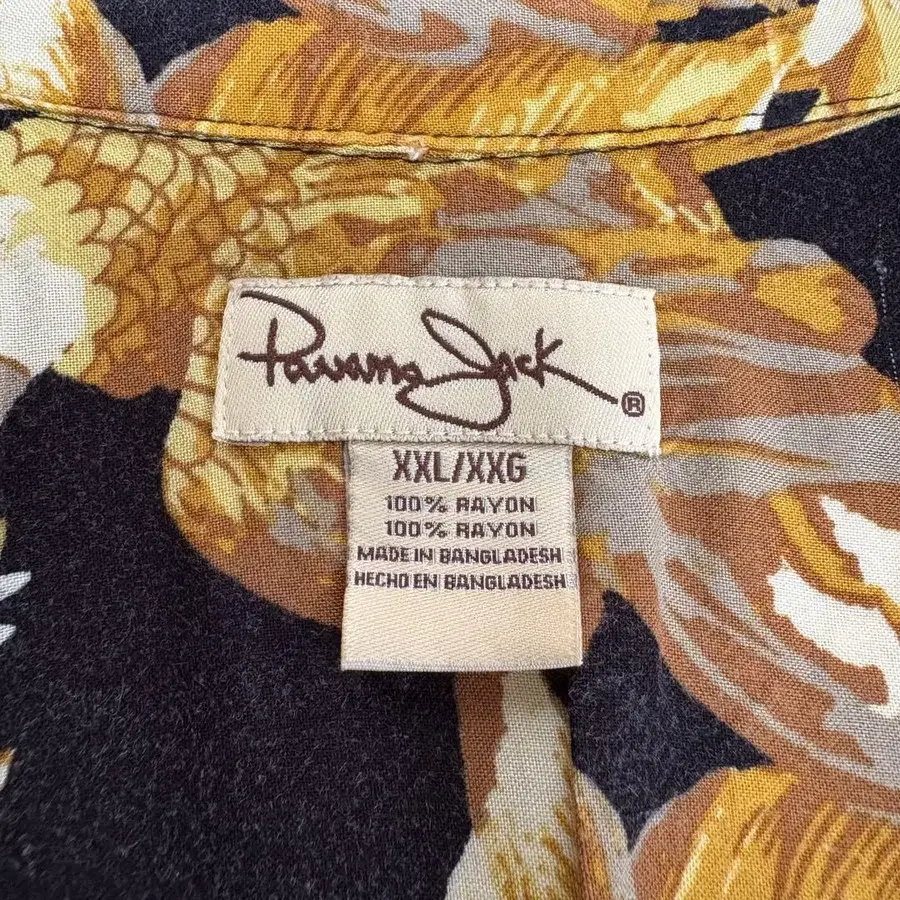 Panama Jack ®
XXL/XXG
100% RAYON
100% RAYON
MADE IN BANGLADESH
HECHO EN BANGLADESH